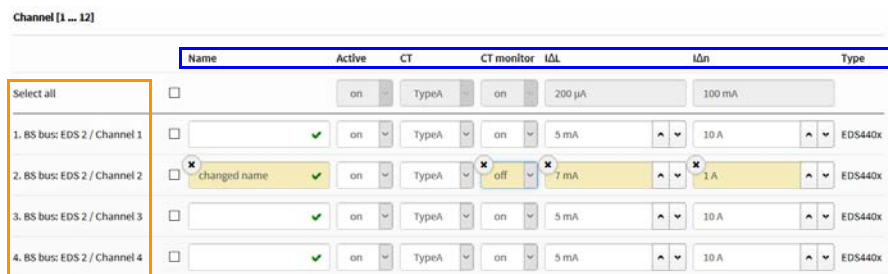 Channel [1 ... 12]
Name Active CT CT monitor IΔL IΔn Type
Select all on TypeA on 200 µA 100 mA
1. BS bus: EDS 2 / Channel 1 on TypeA on 5 mA 10 A EDS440x
2. BS bus: EDS 2 / Channel 2 changed name on TypeA off 7 mA 1 A EDS440x
3. BS bus: EDS 2 / Channel 3 on TypeA on 5 mA 10 A EDS440x
4. BS bus: EDS 2 / Channel 4 on TypeA on 5 mA 10 A EDS440x